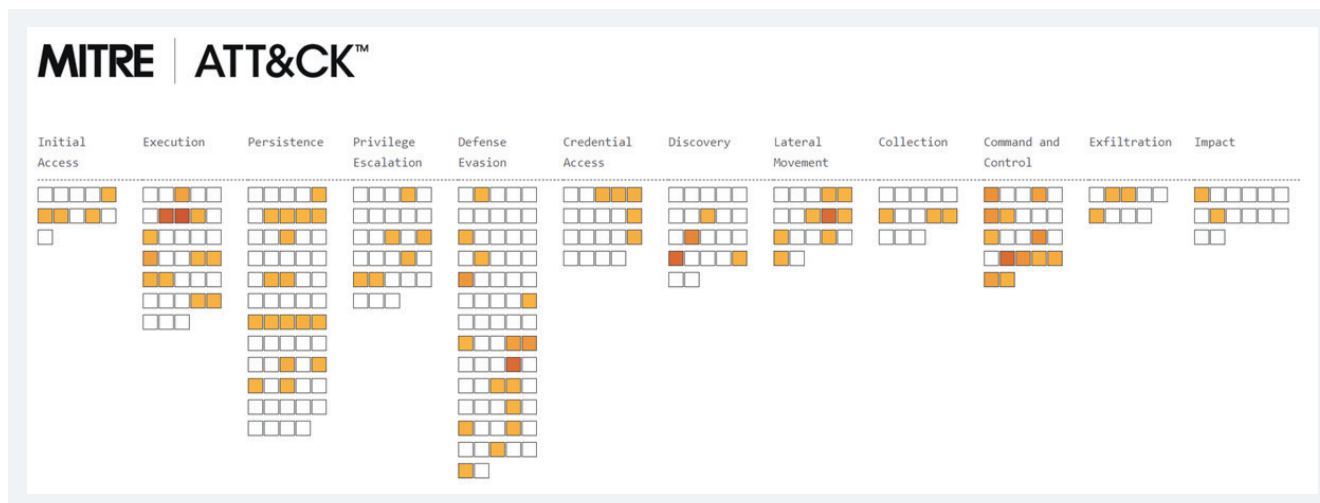 MITRE | ATT&CK™
Initial Access
Execution
Persistence
Privilege Escalation
Defense Evasion
Credential Access
Discovery
Lateral Movement
Collection
Command and Control
Exfiltration
Impact